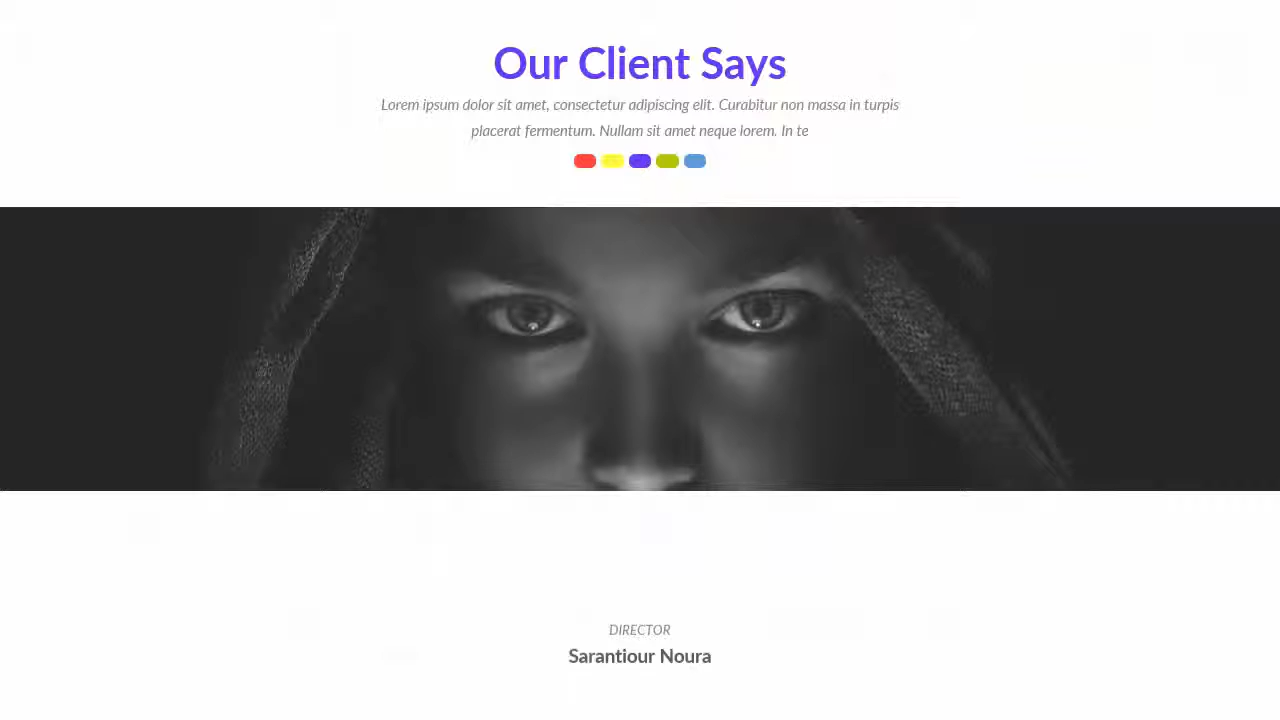 Our Client Says
Lorem ipsum dolor sit amet, consectetur adipiscing elit. Curabitur non massa in turpis
placerat fermentum. Nullam sit amet neque lorem. In te
DIRECTOR
Sarantiour Noura